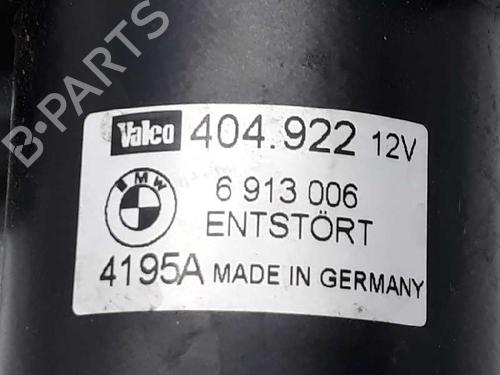 B-PARTS
Valeo 404.922 12V
BMW 6 913 006
ENTSTÖRT
4195A MADE IN GERMANY